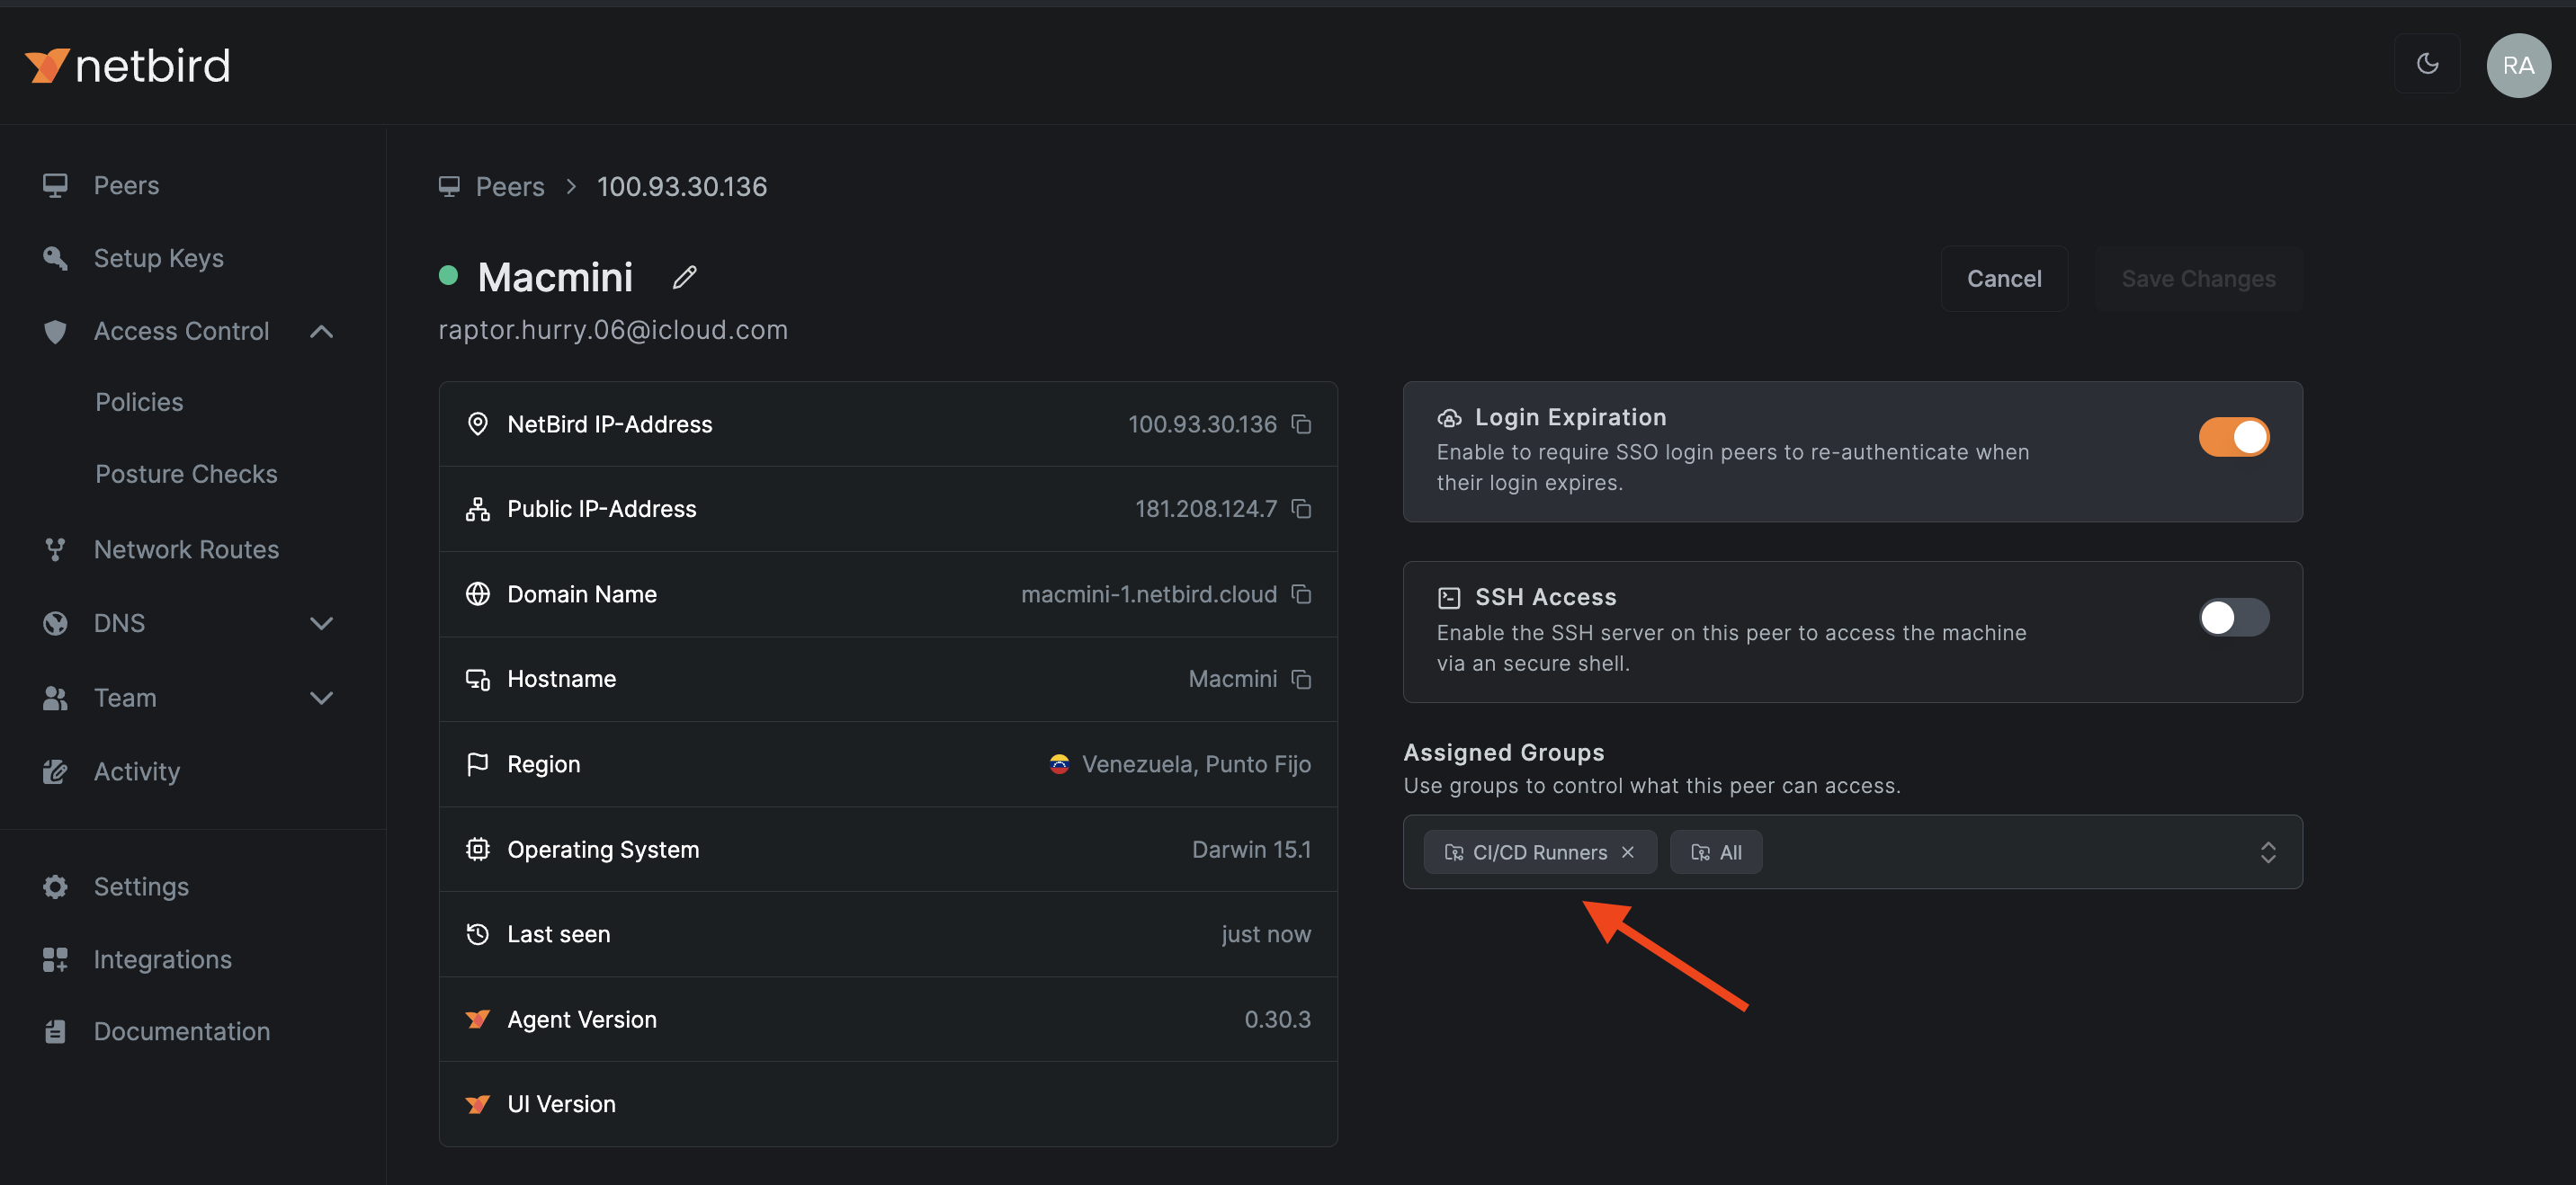 netbird
RA
Peers
Setup Keys
Access Control
Policies
Posture Checks
Network Routes
DNS
Team
Activity
Settings
Integrations
Documentation
Peers > 100.93.30.136
Macmini
raptor.hurry.06@icloud.com
Cancel
Save Changes
NetBird IP-Address 100.93.30.136
Public IP-Address 181.208.124.7
Domain Name macmini-1.netbird.cloud
Hostname Macmini
Region Venezuela, Punto Fijo
Operating System Darwin 15.1
Last seen just now
Agent Version 0.30.3
UI Version
Login Expiration
Enable to require SSO login peers to re-authenticate when
their login expires.
SSH Access
Enable the SSH server on this peer to access the machine
via an secure shell.
Assigned Groups
Use groups to control what this peer can access.
CI/CD Runners All